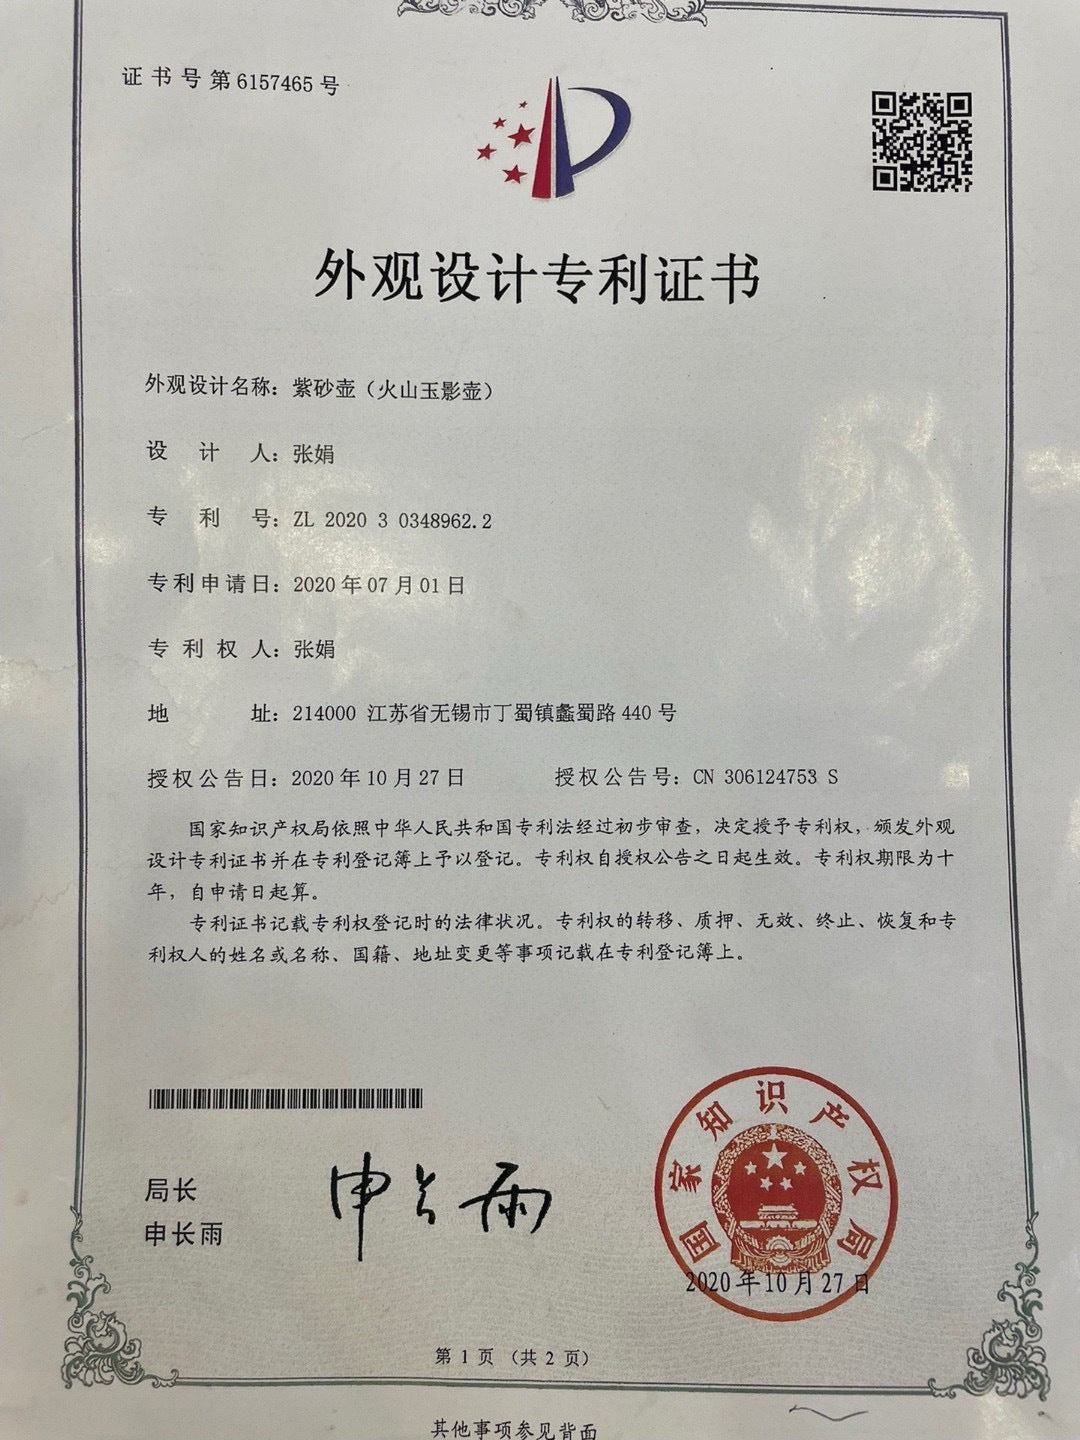 证书号第6157465号
外观设计专利证书
外观设计名称：紫砂壶（火山玉影壶）
设计人：张娟
专利号：ZL 2020 3 0348962.2
专利申请日：2020年07月01日
专利权人：张娟
地址：214000 江苏省无锡市丁蜀镇蠡蜀路440号
授权公告日：2020年10月27日 授权公告号：CN 306124753 S
国家知识产权局依照中华人民共和国专利法经过初步审查，决定授予专利权，颁发外观
设计专利证书并在专利登记簿上予以登记。专利权自授权公告之日起生效。专利权期限为十
年，自申请日起算。
专利证书记载专利权登记时的法律状况。专利权的转移、质押、无效、终止、恢复和专
利权人的姓名或名称、国籍、地址变更等事项记载在专利登记簿上。
局长
申长雨
申长雨
国家知识产权局
2020年10月27日
第 1 页 （共 2 页）
其他事项参见背面